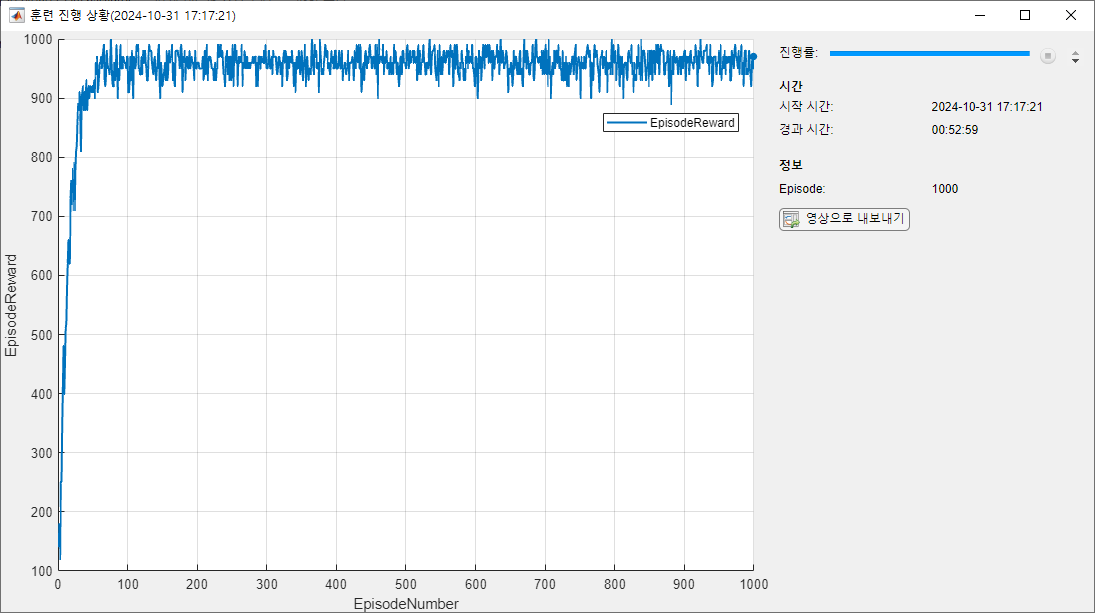 훈련 진행 상황(2024-10-31 17:17:21)
1000
900
800
700
600
500
400
300
200
100
EpisodeReward
0 100 200 300 400 500 600 700 800 900 1000
EpisodeNumber
EpisodeReward
진행률:
시간
시작 시간: 2024-10-31 17:17:21
경과 시간: 00:52:59
정보
Episode: 1000
영상으로 내보내기